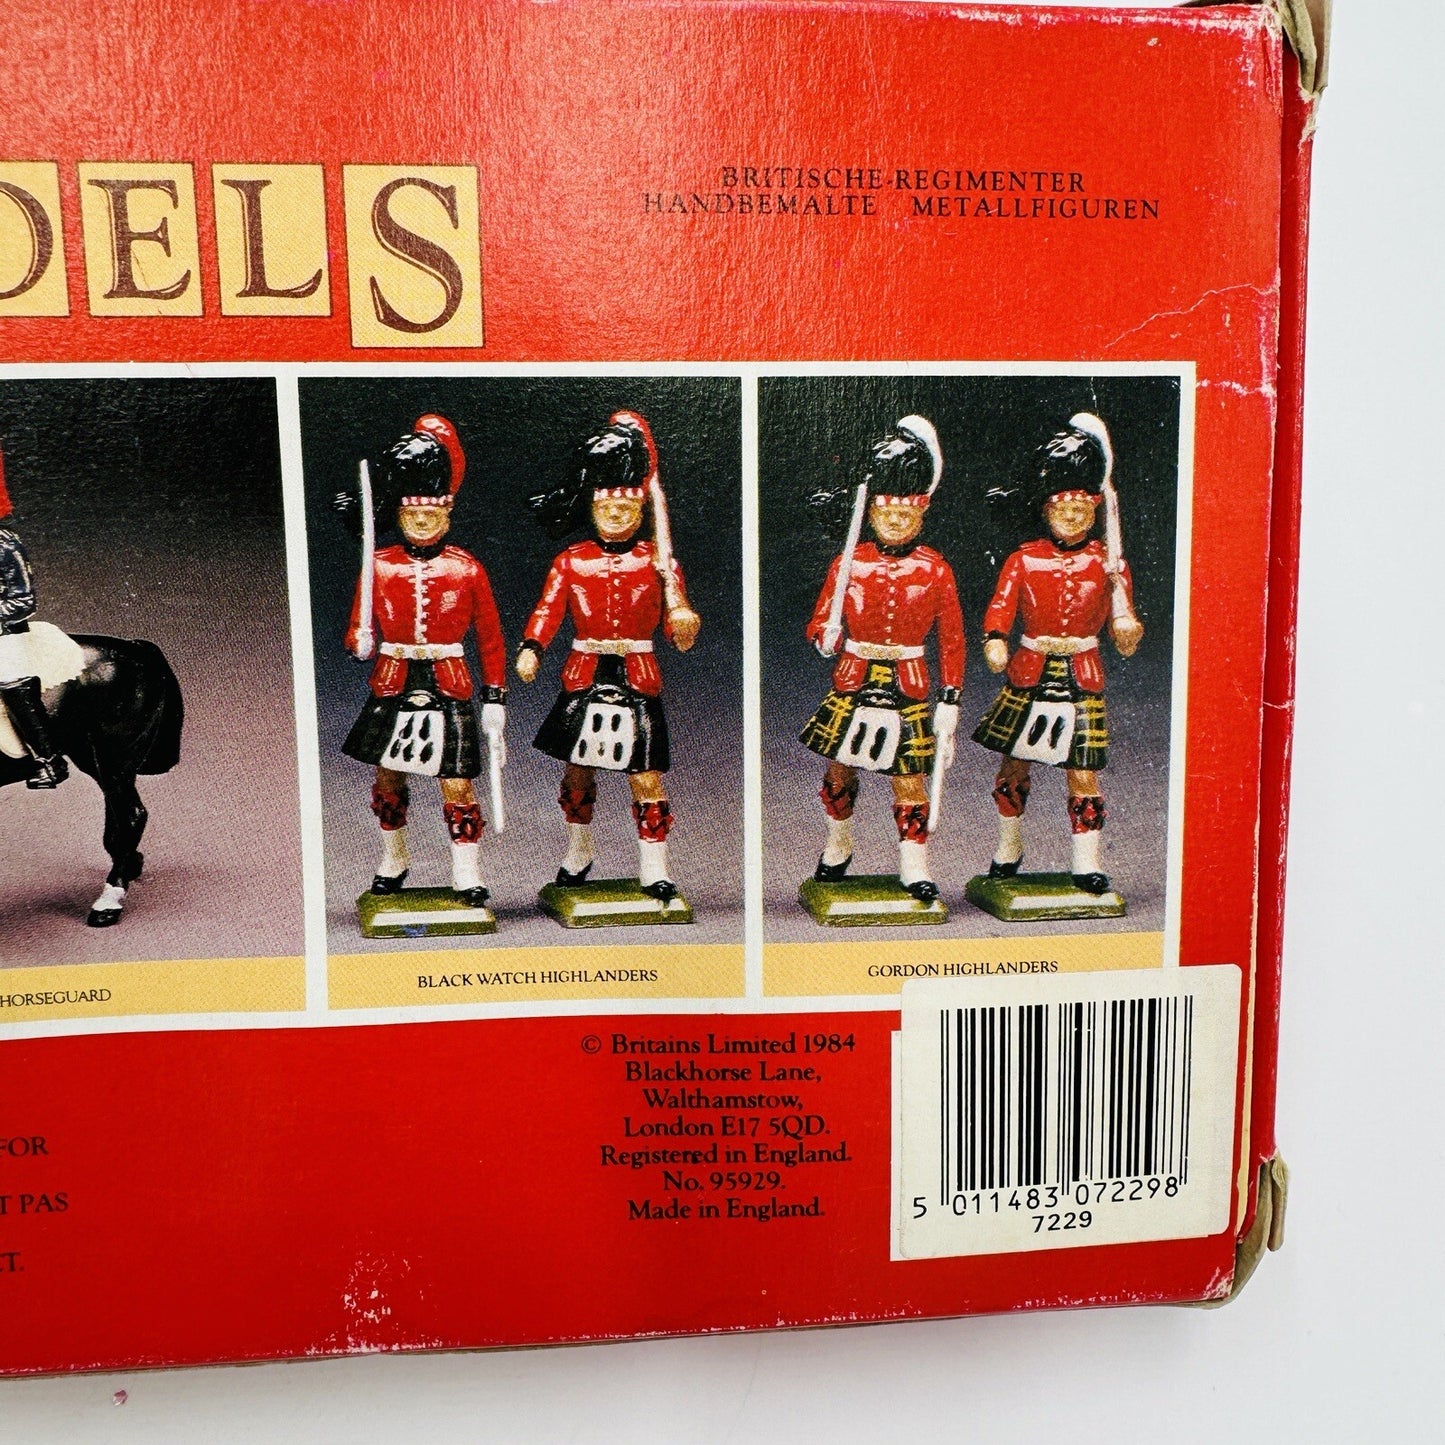 DELS
BRITISCHE-REGIMENTER
HANDBEMALTE METALLFIGUREN
HORSEGUARD
BLACK WATCH HIGHLANDERS
GORDON HIGHLANDERS
FOR
PAS
© Britains Limited 1984
Blackhorse Lane,
Walthamstow,
London E17 5QD.
Registered in England.
No. 95929.
Made in England.
5 011483 072298
7229